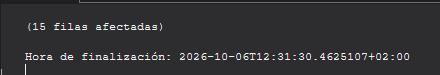 (15 filas afectadas)
Hora de finalización: 2026-10-06T12:31:30.4625107+02:00